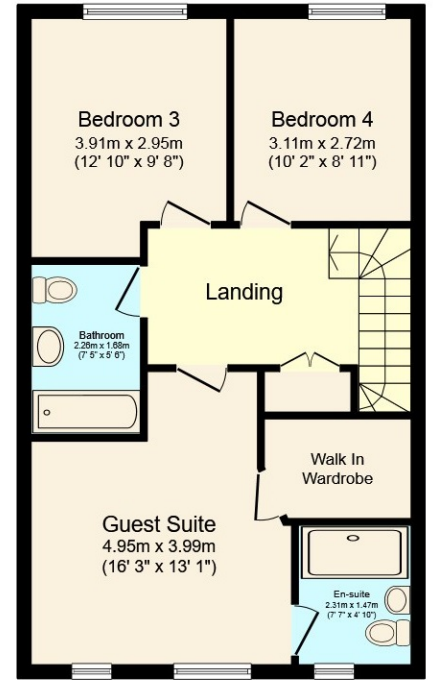 Bedroom 3
3.91m x 2.95m
(12' 10" x 9' 8")
Bedroom 4
3.11m x 2.72m
(10' 2" x 8' 11")
Landing
Bathroom
2.26m x 1.68m
(7' 5" x 5' 6")
Walk In
Wardrobe
Guest Suite
4.95m x 3.99m
(16' 3" x 13' 1")
En-suite
2.31m x 1.47m
(7' 7" x 4' 10")